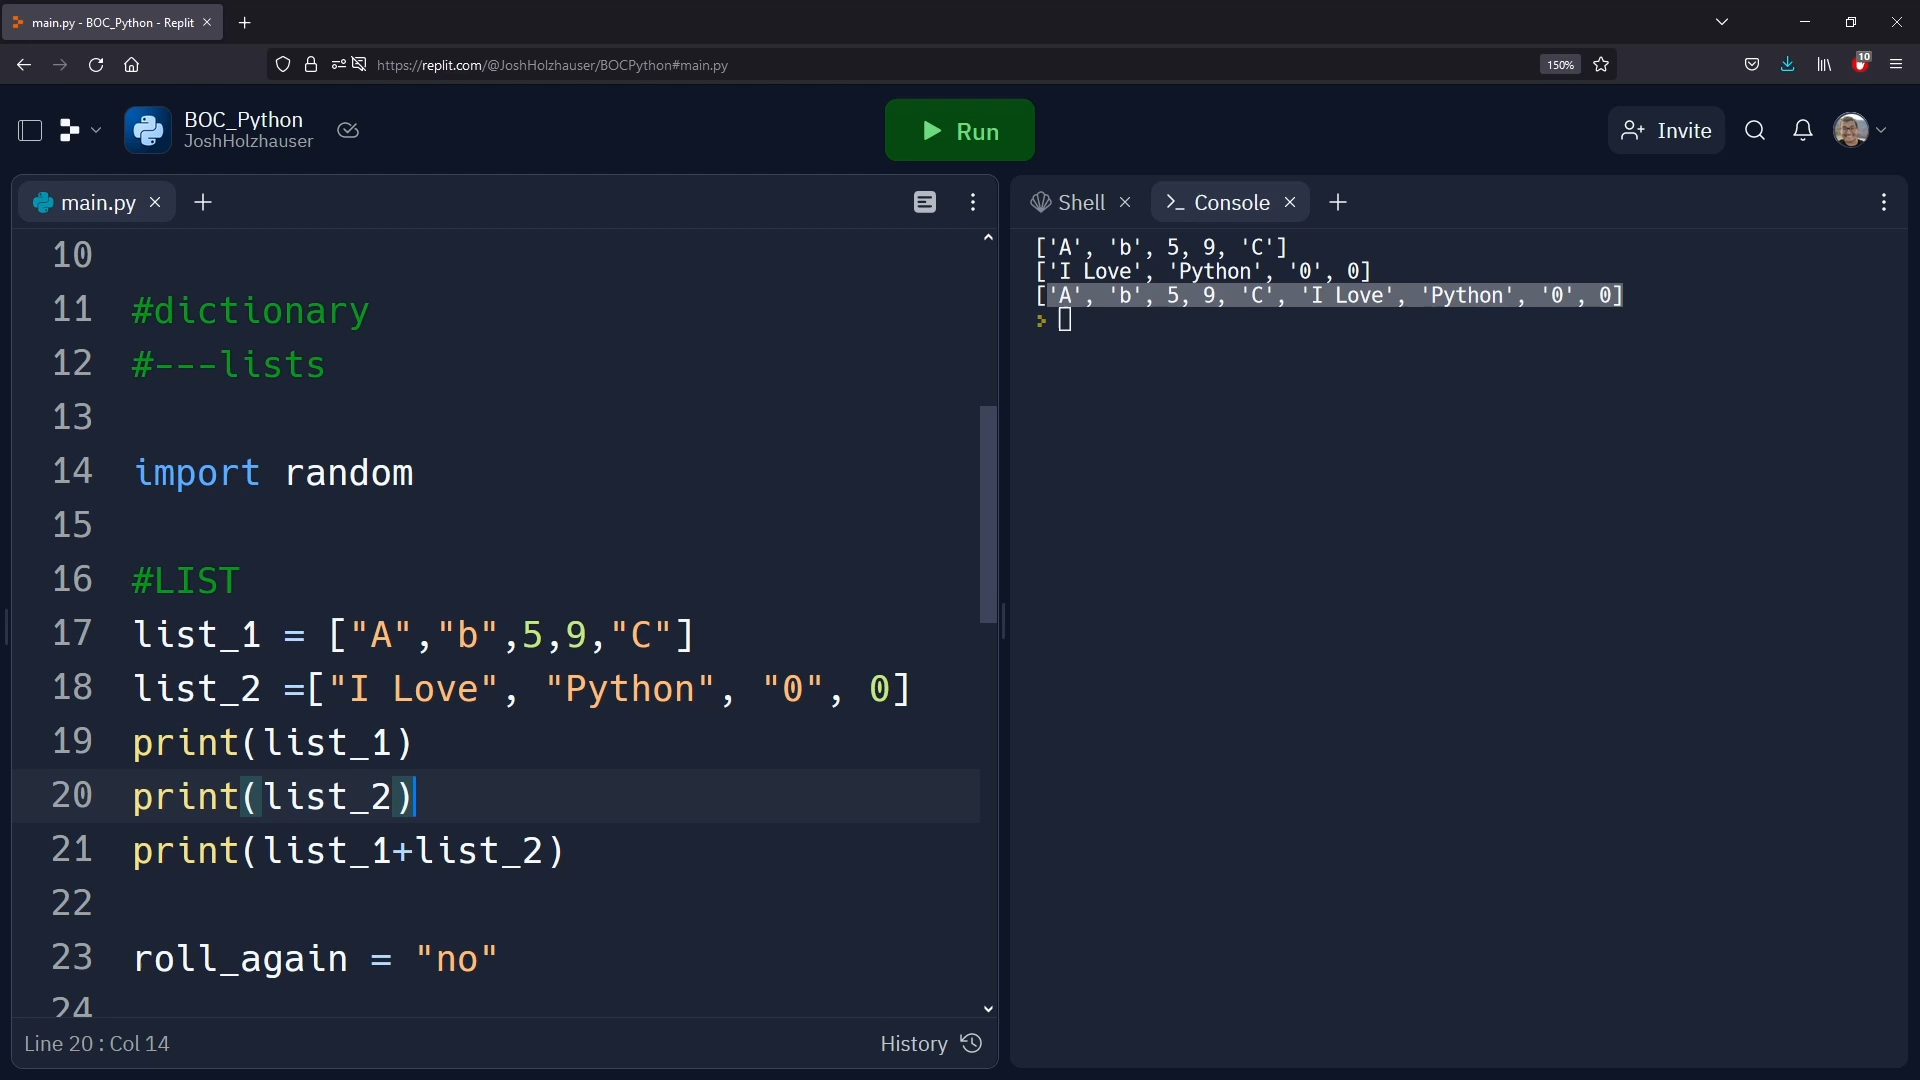 main.py - BOC_Python - Replit
https://replit.com/@JoshHolzhauser/BOCPython#main.py
150%
10
BOC_Python
JoshHolzhauser
Run
Invite
main.py
10
11 #dictionary
12 #---lists
13
14 import random
15
16 #LIST
17 list_1 = ["A","b",5,9,"C"]
18 list_2 =["I Love", "Python", "0", 0]
19 print(list_1)
20 print(list_2)
21 print(list_1+list_2)
22
23 roll_again = "no"
24
Line 20 : Col 14
History
Shell
>_ Console
['A', 'b', 5, 9, 'C']
['I Love', 'Python', '0', 0]
['A', 'b', 5, 9, 'C', 'I Love', 'Python', '0', 0]